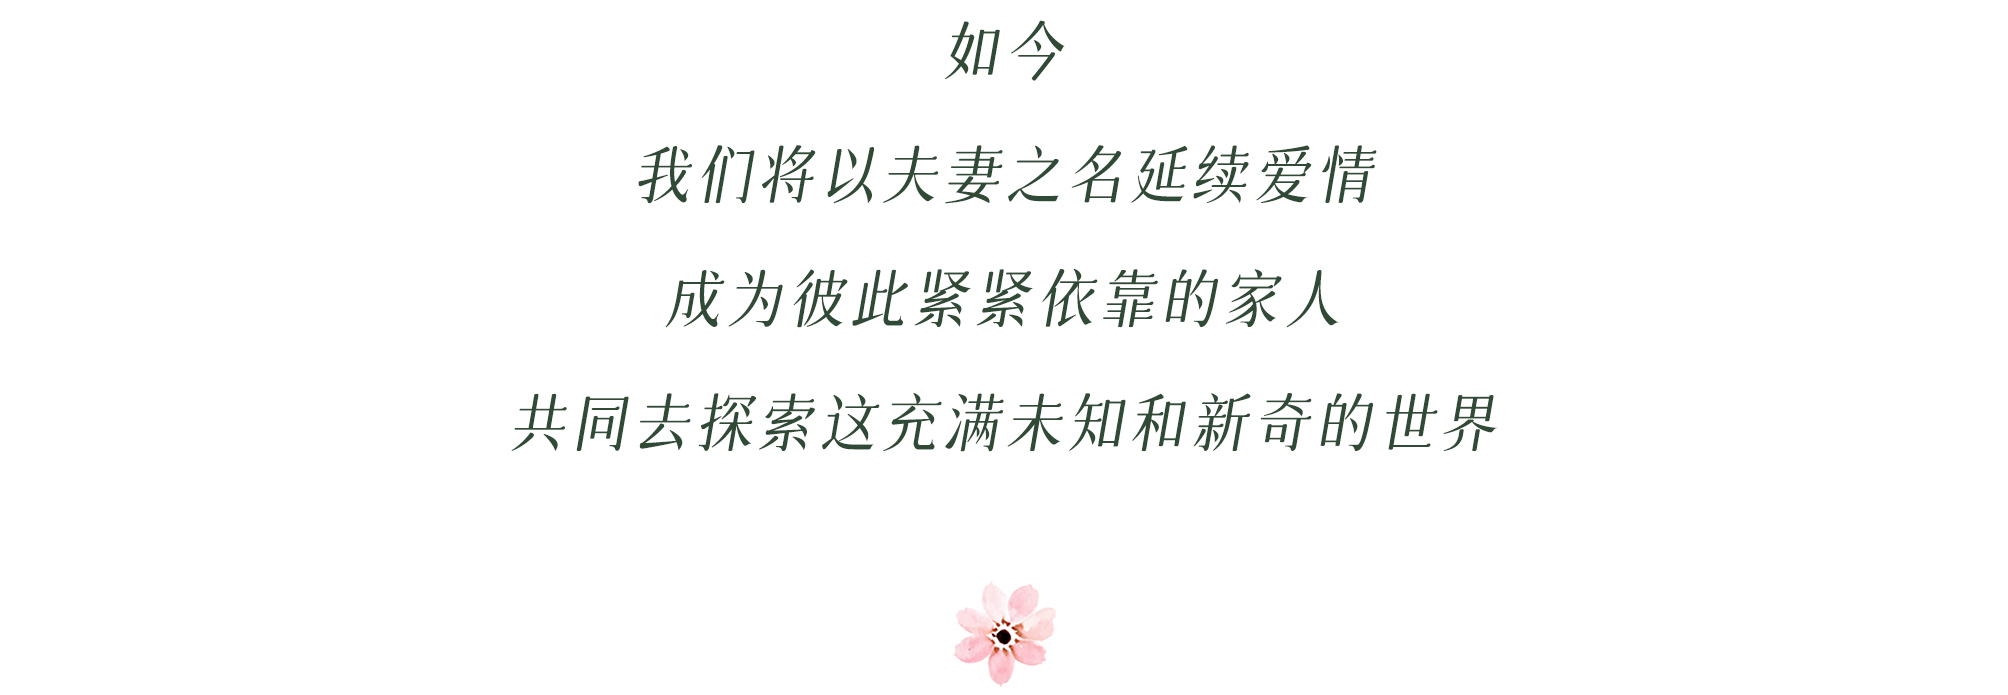 如今
我们将以夫妻之名延续爱情
成为彼此紧紧依靠的家人
共同去探索这充满未知和新奇的世界